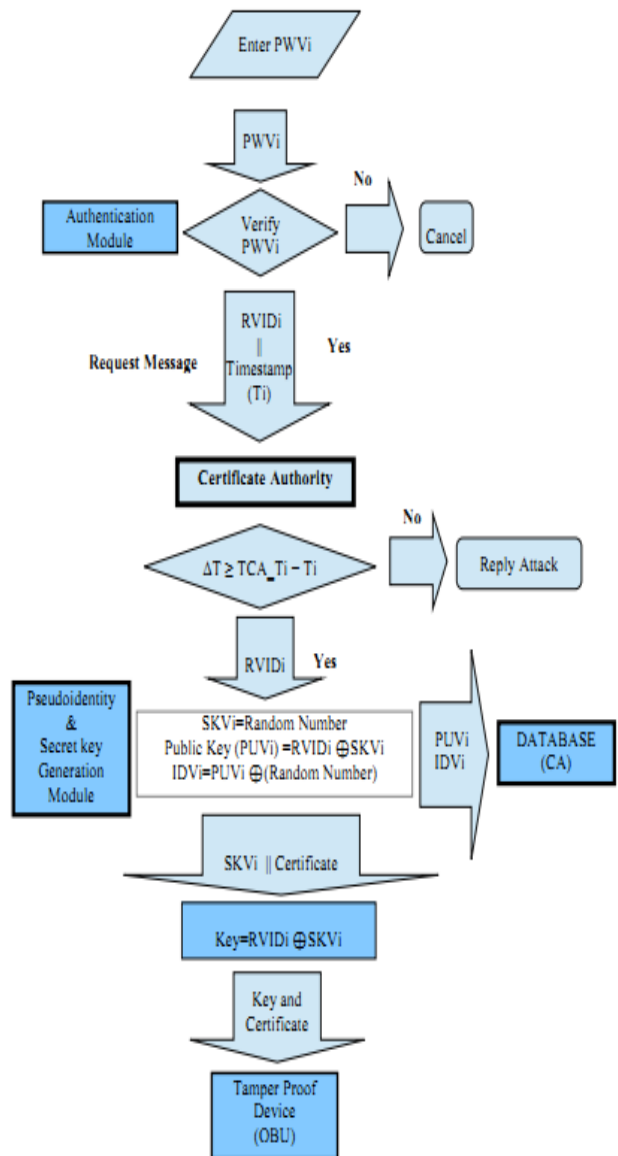 Enter PWVi
PWVi
No
Authentication
Module
Verify
PWVi
Cancel
RVIDi
||
Timestamp
(Ti)
Request Message
Yes
Certificate Authority
No
ΔT ≥ TCA_Ti − Ti
Reply Attack
RVIDi
Yes
Pseudoidentity
&
Secret key
Generation
Module
SKVi=Random Number
Public Key (PUVi) =RVIDi ⊕SKVi
IDVi=PUVi ⊕(Random Number)
PUVi
IDVi
DATABASE
(CA)
SKVi || Certificate
Key=RVIDi ⊕SKVi
Key and
Certificate
Tamper Proof
Device
(OBU)